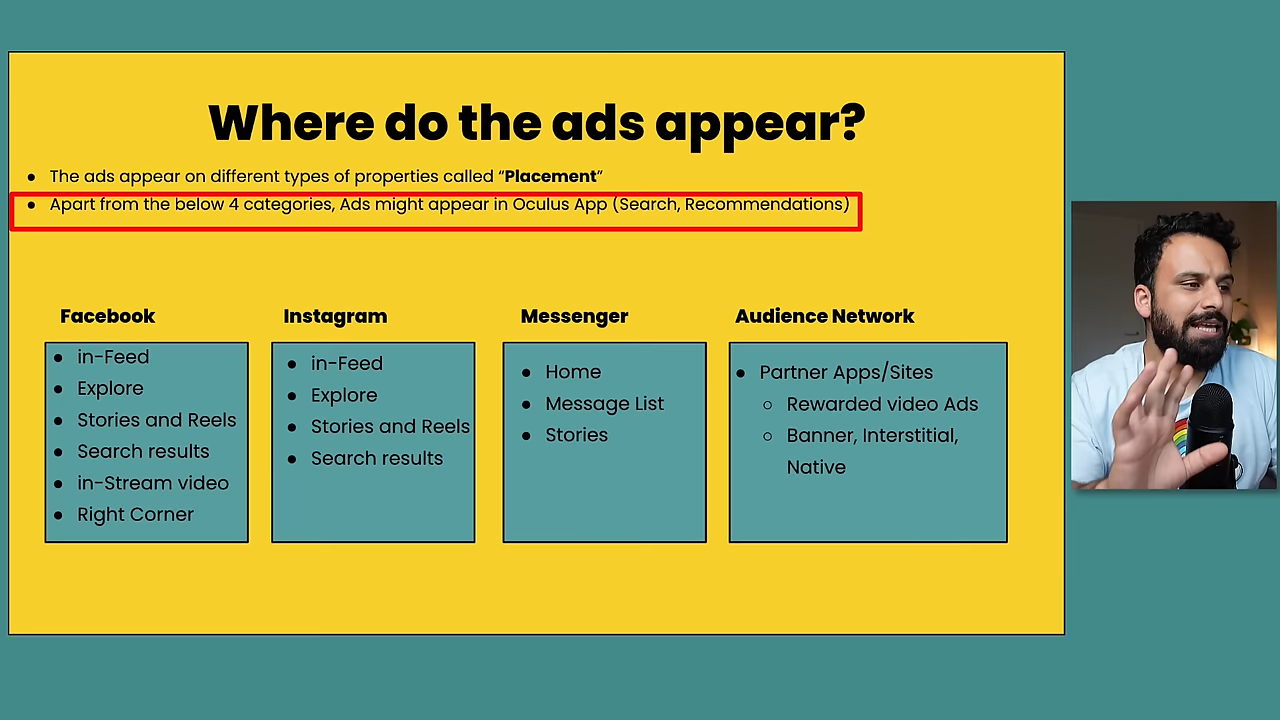 Where do the ads appear?
● The ads appear on different types of properties called “Placement”
● Apart from the below 4 categories, Ads might appear in Oculus App (Search, Recommendations)
Facebook
● in-Feed
● Explore
● Stories and Reels
● Search results
● in-Stream video
● Right Corner
Instagram
● in-Feed
● Explore
● Stories and Reels
● Search results
Messenger
● Home
● Message List
● Stories
Audience Network
● Partner Apps/Sites
○ Rewarded video Ads
○ Banner, Interstitial,
Native